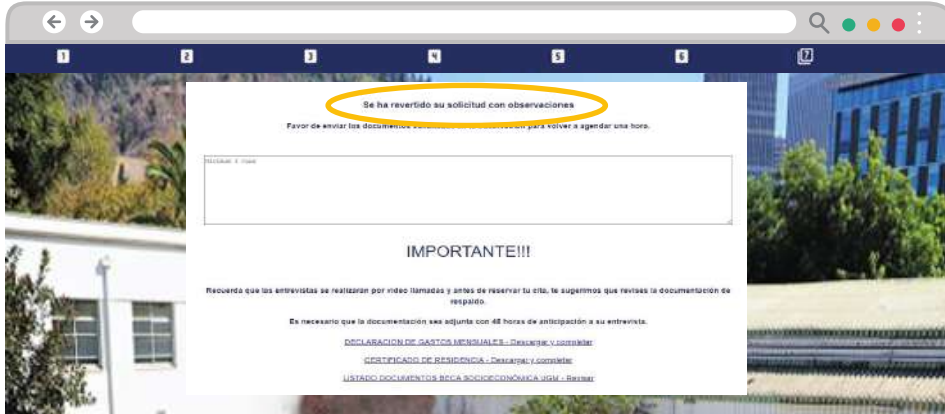 1 2 3 4 5 6 7
Se ha revertido su solicitud con observaciones
Favor de enviar los documentos para volver a agendar una hora.
IMPORTANTE!!!
Recuerda que las entrevistas se realizaran por video llamadas y antes de reservar tu cita, te sugerimos que revises la documentación de
respaldo.
Es necesario que la documentación sea adjunta con 48 horas de anticipación a su entrevista.
DECLARACION DE GASTOS MENSUALES - Descargar y completar
CERTIFICADO DE RESIDENCIA - Descargar y completar
LISTADO DOCUMENTOS BECA SOCIOECONÓMICA UGM - Revisar